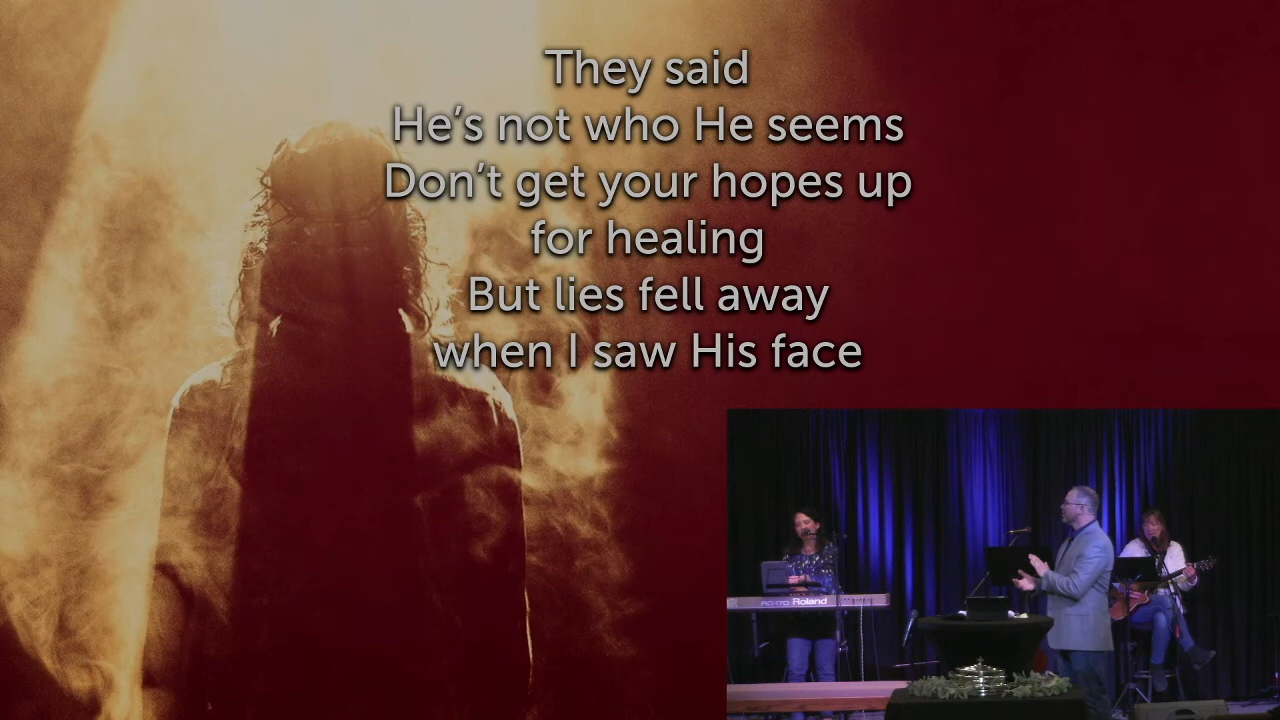 They said
He's not who He seems
Don't get your hopes up
for healing
But lies fell away
when I saw His face
Roland